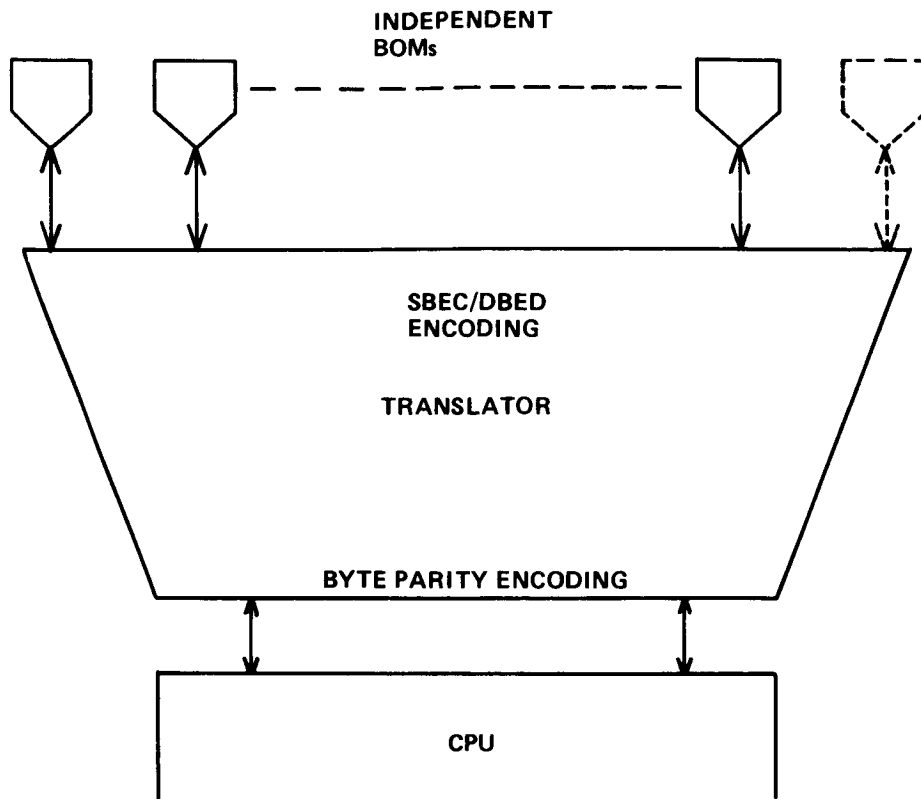 INDEPENDENT
BOMs
SBEC/DBED
ENCODING
TRANSLATOR
BYTE PARITY ENCODING
CPU